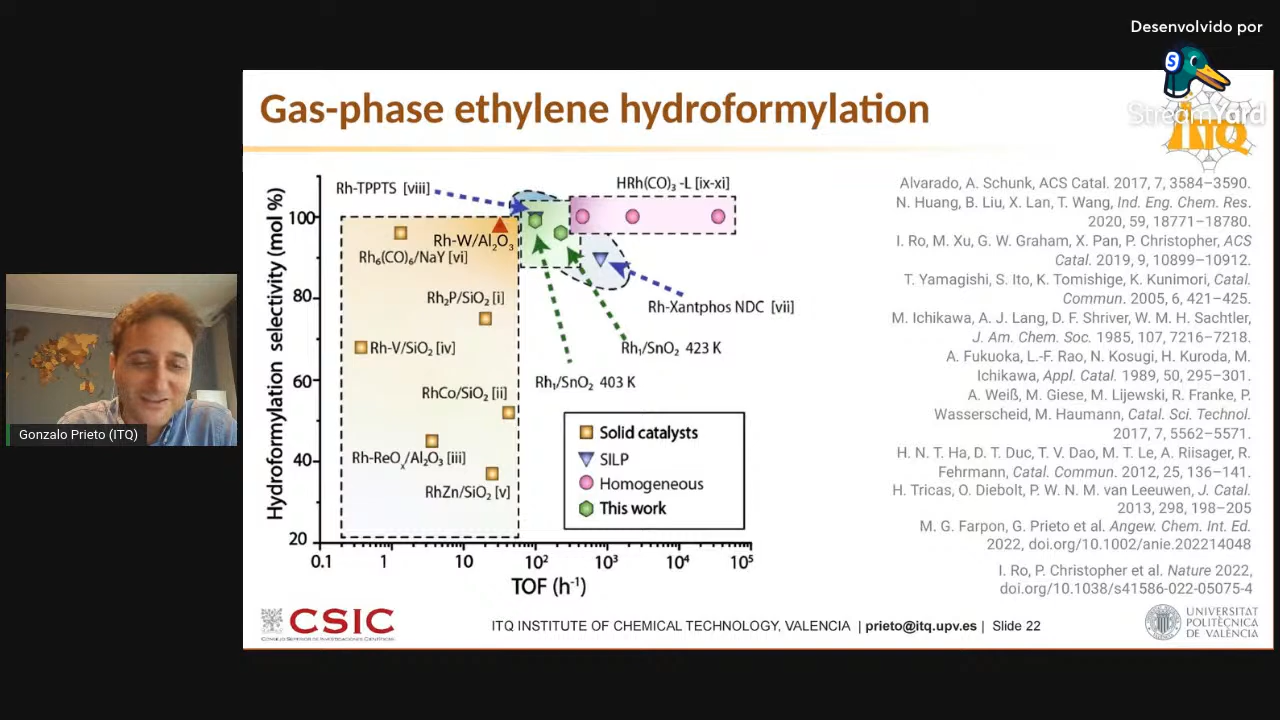 Desenvolvido por
StreamYard
Gas-phase ethylene hydroformylation
ITQ
Rh-TPPTS [viii]
HRh(CO)₃-L [ix-xi]
Rh-W/Al₂O₃
Rh₆(CO)₆/NaY [vi]
Rh₂P/SiO₂ [i]
Rh-Xantphos NDC [vii]
Rh-V/SiO₂ [iv]
Rh₁/SnO₂ 423 K
Rh₁/SnO₂ 403 K
RhCo/SiO₂ [ii]
Rh-ReOₓ/Al₂O₃ [iii]
RhZn/SiO₂ [v]
Solid catalysts
SILP
Homogeneous
This work
Hydroformylation selectivity (mol %)
100
80
60
40
20
0.1 1 10 10² 10³ 10⁴ 10⁵
TOF (h⁻¹)
Alvarado, A. Schunk, ACS Catal. 2017, 7, 3584–3590.
N. Huang, B. Liu, X. Lan, T. Wang, Ind. Eng. Chem. Res.
2020, 59, 18771–18780.
I. Ro, M. Xu, G. W. Graham, X. Pan, P. Christopher, ACS
Catal. 2019, 9, 10899–10912.
T. Yamagishi, S. Ito, K. Tomishige, K. Kunimori, Catal.
Commun. 2005, 6, 421–425.
M. Ichikawa, A. J. Lang, D. F. Shriver, W. M. H. Sachtler,
J. Am. Chem. Soc. 1985, 107, 7216–7218.
A. Fukuoka, L.-F. Rao, N. Kosugi, H. Kuroda, M.
Ichikawa, Appl. Catal. 1989, 50, 295–301.
A. Weiß, M. Giese, M. Lijewski, R. Franke, P.
Wasserscheid, M. Haumann, Catal. Sci. Technol.
2017, 7, 5562–5571.
H. N. T. Ha, D. T. Duc, T. V. Dao, M. T. Le, A. Riisager, R.
Fehrmann, Catal. Commun. 2012, 25, 136–141.
H. Tricas, O. Diebolt, P. W. N. M. van Leeuwen, J. Catal.
2013, 298, 198–205
M. G. Farpon, G. Prieto et al. Angew. Chem. Int. Ed.
2022, doi.org/10.1002/anie.202214048
I. Ro, P. Christopher et al. Nature 2022,
doi.org/10.1038/s41586-022-05075-4
Gonzalo Prieto (ITQ)
CSIC
CONSEJO SUPERIOR DE INVESTIGACIONES CIENTÍFICAS
ITQ INSTITUTE OF CHEMICAL TECHNOLOGY, VALENCIA | prieto@itq.upv.es | Slide 22
UNIVERSITAT
POLITÈCNICA
DE VALÈNCIA